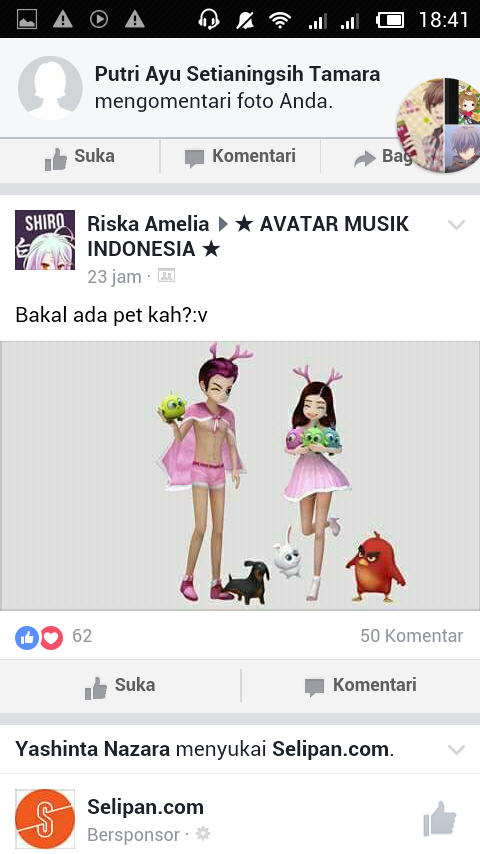 18:41
Putri Ayu Setianingsih Tamara
mengomentari foto Anda.
Suka
Komentari
Bag
SHIRO
Riska Amelia ▶ ★ AVATAR MUSIK
INDONESIA ★
23 jam ·
Bakal ada pet kah?:v
62
50 Komentar
Suka
Komentari
Yashinta Nazara menyukai Selipan.com.
S
Selipan.com
Bersponsor ·